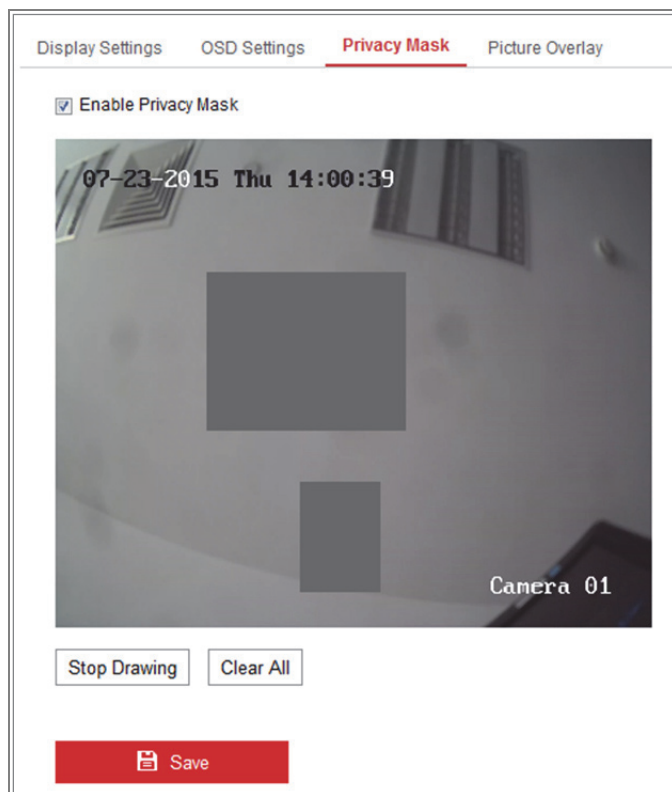 Display Settings OSD Settings Privacy Mask Picture Overlay
Enable Privacy Mask
07-23-2015 Thu 14:00:39
Camera 01
Stop Drawing Clear All
Save